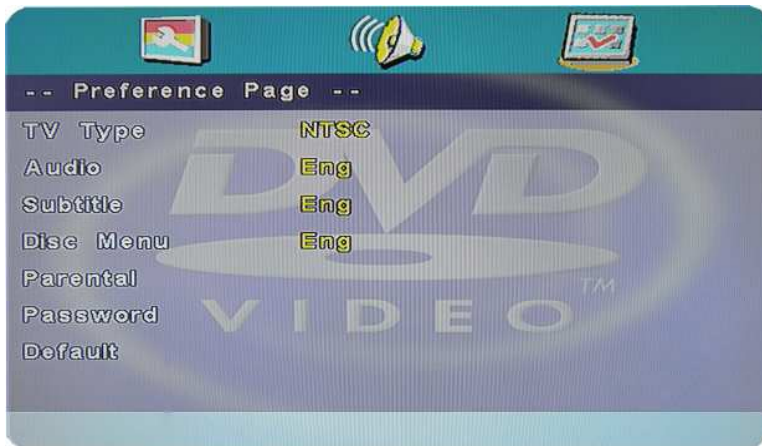 -- Preference Page --
TV Type NTSC
Audio Eng
Subtitle Eng
Disc Menu Eng
Parental
Password
Default
DVD
VIDEO
TM